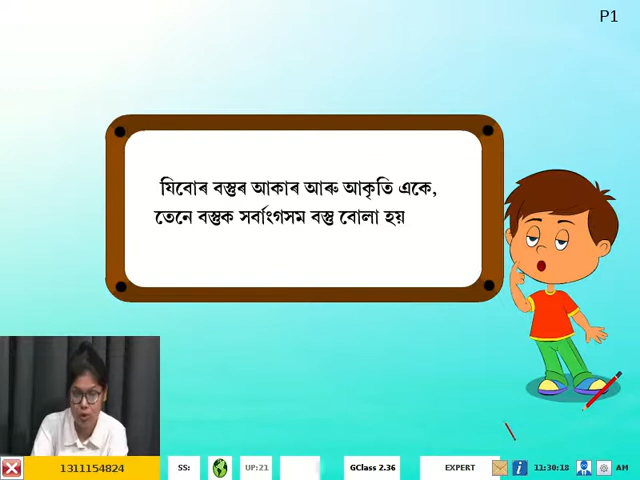 P1
যিবোৰ বস্তুৰ আকাৰ আৰু আকৃতি একে,
তেনে বস্তুক সৰ্বাংগসম বস্তু বোলা হয়
1311154824
SS:
UP:21
GClass 2.36
EXPERT
11:30:18
AM